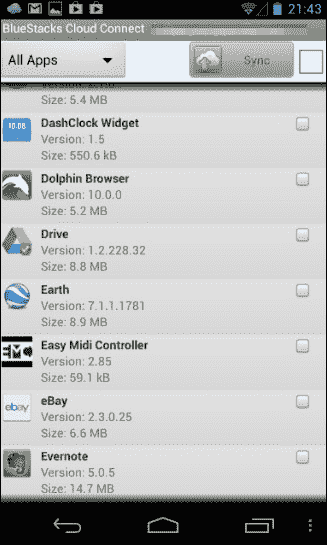 21:43
BlueStacks Cloud Connect
All Apps
Sync
Size: 5.4 MB
DashClock Widget
Version: 1.5
Size: 550.6 kB
Dolphin Browser
Version: 10.0.0
Size: 5.2 MB
Drive
Version: 1.2.228.32
Size: 8.8 MB
Earth
Version: 7.1.1.1781
Size: 8.9 MB
Easy Midi Controller
Version: 2.85
Size: 59.1 kB
ebay
eBay
Version: 2.3.0.25
Size: 6.6 MB
Evernote
Version: 5.0.5
Size: 14.7 MB